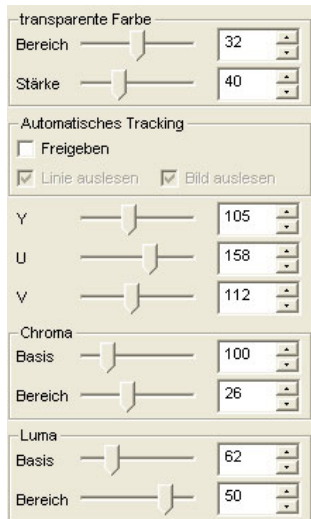 transparente Farbe
Bereich 32
Stärke 40
Automatisches Tracking
Freigeben
Linie auslesen Bild auslesen
Y 105
U 158
V 112
Chroma
Basis 100
Bereich 26
Luma
Basis 62
Bereich 50